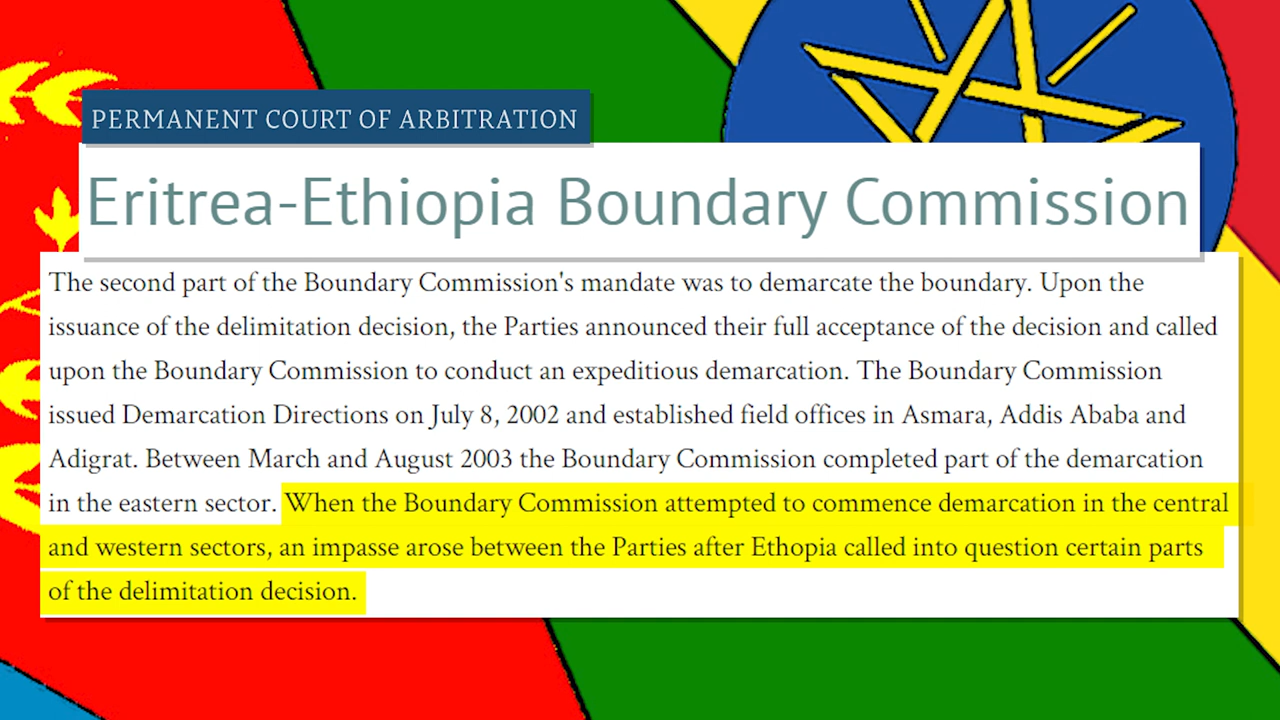 PERMANENT COURT OF ARBITRATION
Eritrea-Ethiopia Boundary Commission
The second part of the Boundary Commission's mandate was to demarcate the boundary. Upon the
issuance of the delimitation decision, the Parties announced their full acceptance of the decision and called
upon the Boundary Commission to conduct an expeditious demarcation. The Boundary Commission
issued Demarcation Directions on July 8, 2002 and established field offices in Asmara, Addis Ababa and
Adigrat. Between March and August 2003 the Boundary Commission completed part of the demarcation
in the eastern sector. When the Boundary Commission attempted to commence demarcation in the central
and western sectors, an impasse arose between the Parties after Ethopia called into question certain parts
of the delimitation decision.